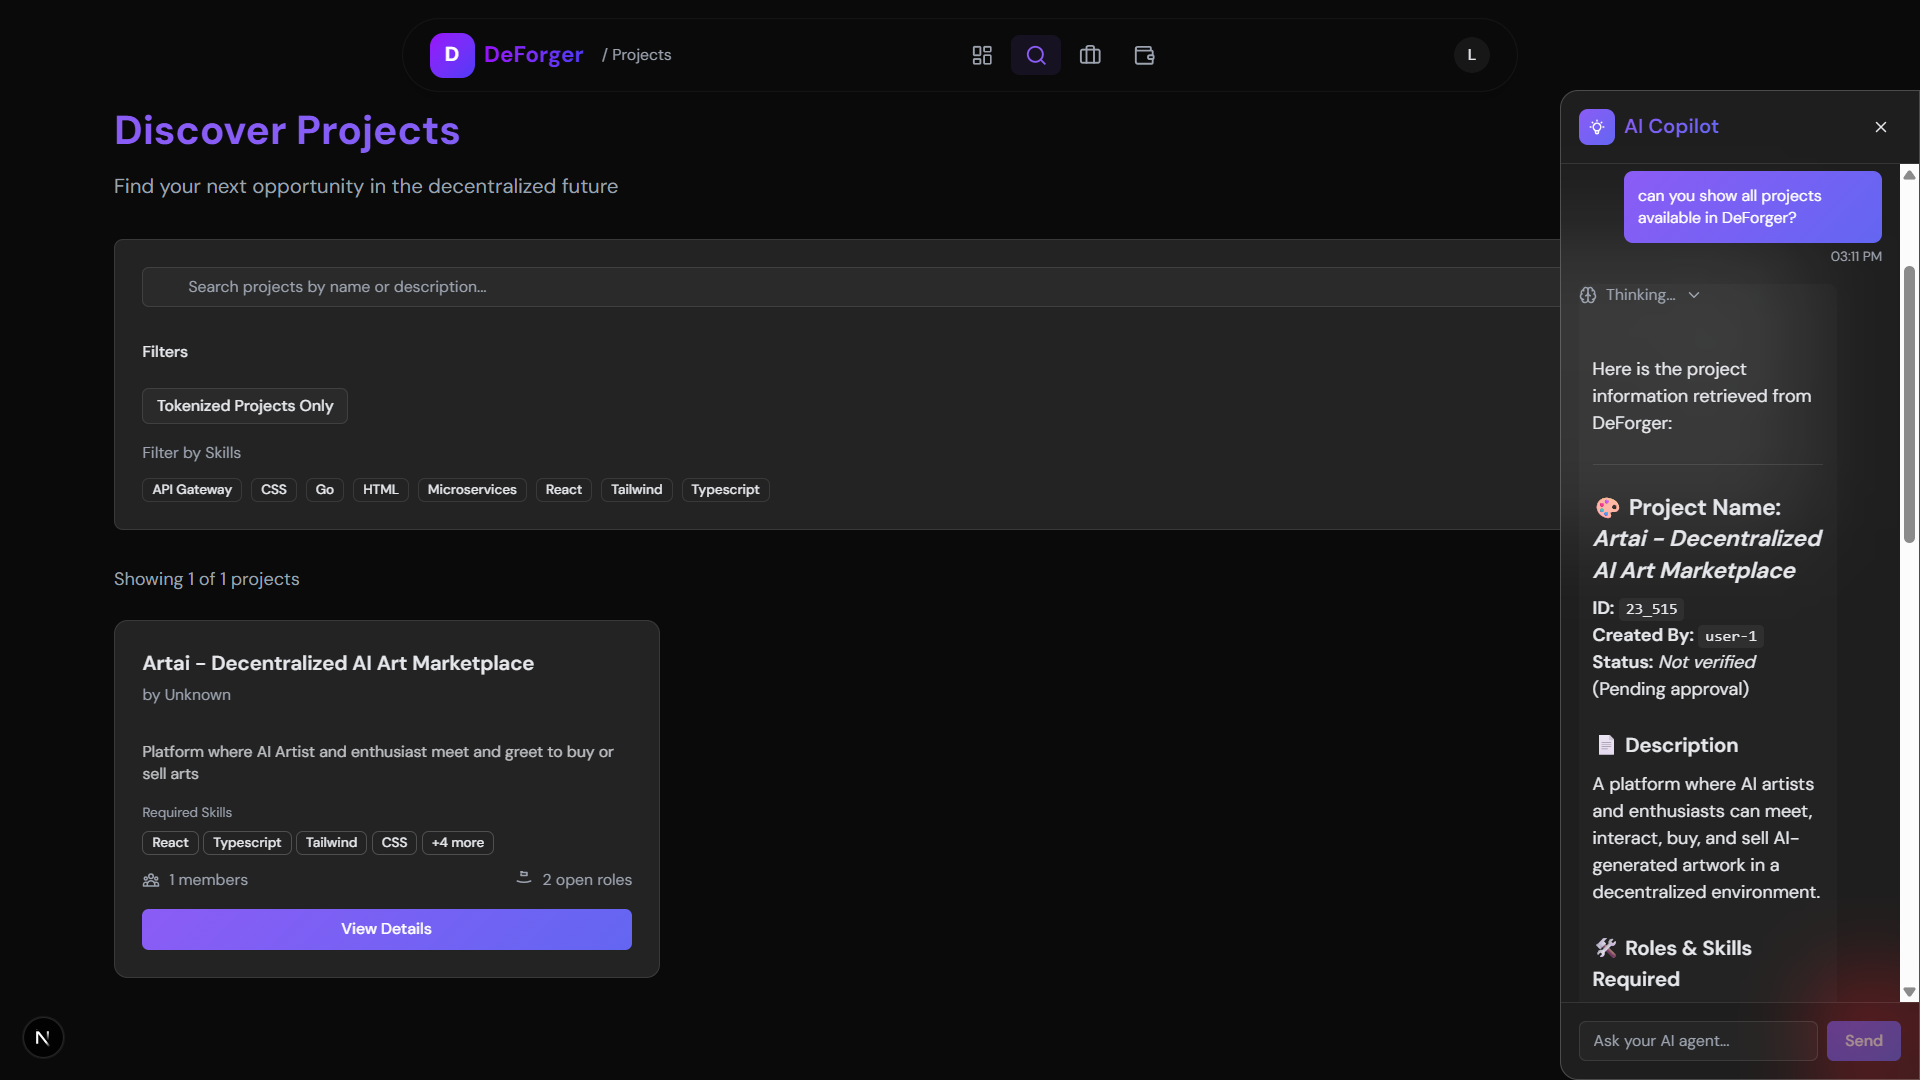 D DeForger / Projects
L
Discover Projects
Find your next opportunity in the decentralized future
Search projects by name or description...
Filters
Tokenized Projects Only
Filter by Skills
API Gateway CSS Go HTML Microservices React Tailwind Typescript
Showing 1 of 1 projects
Artai - Decentralized AI Art Marketplace
by Unknown
Platform where AI Artist and enthusiast meet and greet to buy or
sell arts
Required Skills
React Typescript Tailwind CSS +4 more
1 members 2 open roles
View Details
N
AI Copilot
can you show all projects
available in DeForger?
03:11 PM
Thinking...
Here is the project
information retrieved from
DeForger:
Project Name:
Artai - Decentralized
AI Art Marketplace
ID: 23_515
Created By: user-1
Status: Not verified
(Pending approval)
Description
A platform where AI artists
and enthusiasts can meet,
interact, buy, and sell AI-
generated artwork in a
decentralized environment.
Roles & Skills
Required
Ask your AI agent...
Send